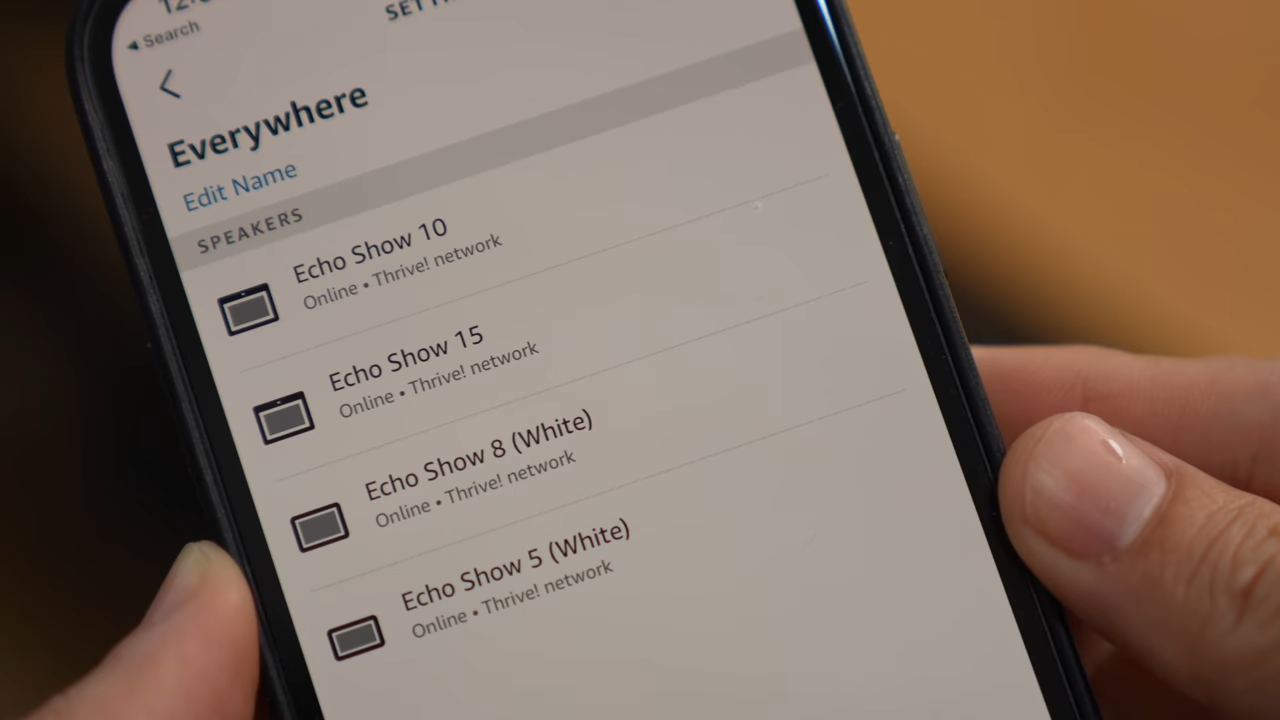 ◀ Search
Everywhere
Edit Name
SPEAKERS
Echo Show 10
Online • Thrive! network
Echo Show 15
Online • Thrive! network
Echo Show 8 (White)
Online • Thrive! network
Echo Show 5 (White)
Online • Thrive! network